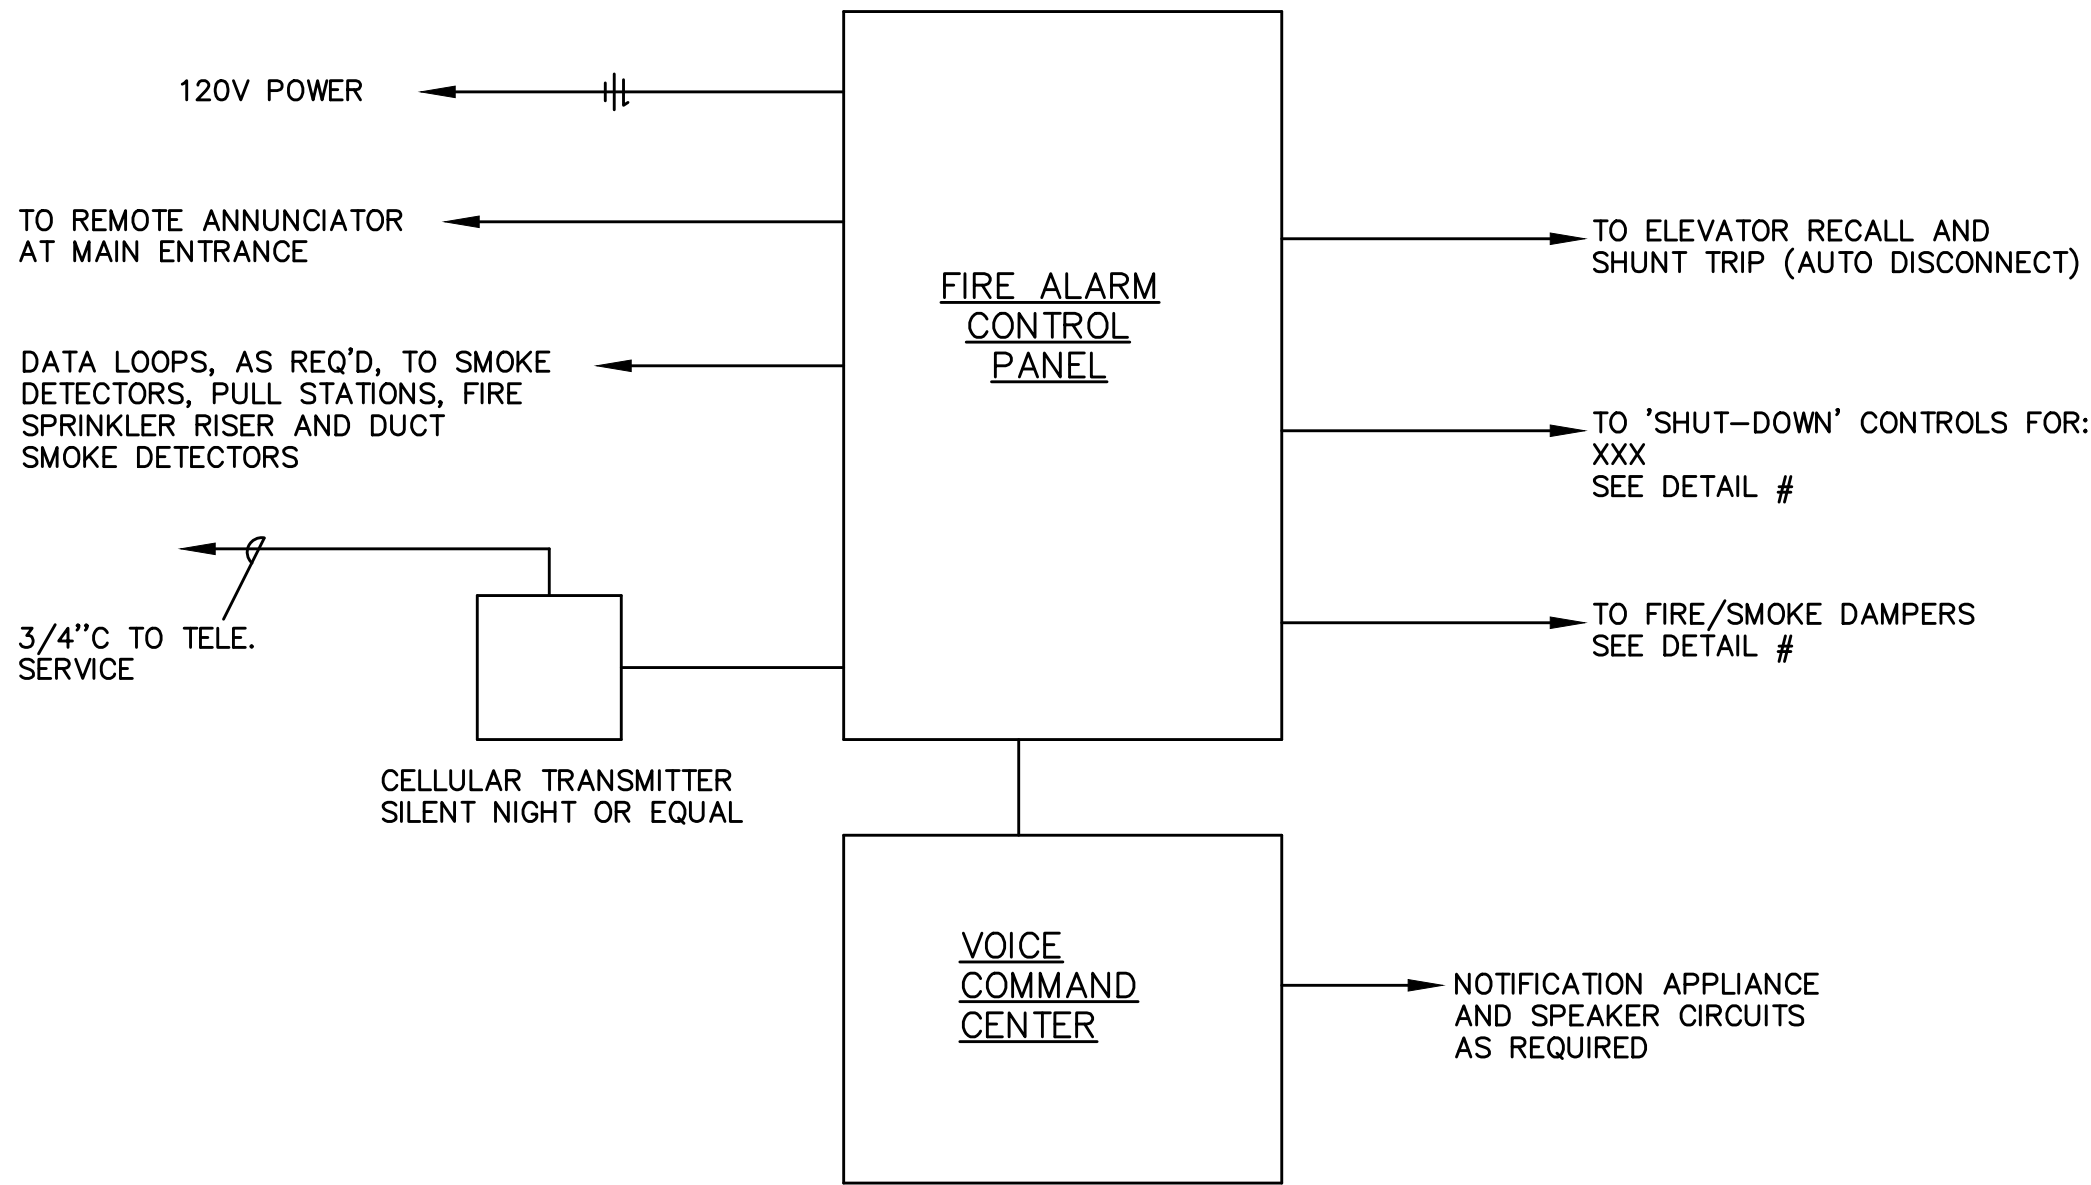 120V POWER
TO REMOTE ANNUNCIATOR
AT MAIN ENTRANCE
DATA LOOPS, AS REQ'D, TO SMOKE
DETECTORS, PULL STATIONS, FIRE
SPRINKLER RISER AND DUCT
SMOKE DETECTORS
3/4"C TO TELE.
SERVICE
CELLULAR TRANSMITTER
SILENT NIGHT OR EQUAL
FIRE ALARM
CONTROL
PANEL
TO ELEVATOR RECALL AND
SHUNT TRIP (AUTO DISCONNECT)
TO 'SHUT-DOWN' CONTROLS FOR:
XXX
SEE DETAIL #
TO FIRE/SMOKE DAMPERS
SEE DETAIL #
VOICE
COMMAND
CENTER
NOTIFICATION APPLIANCE
AND SPEAKER CIRCUITS
AS REQUIRED